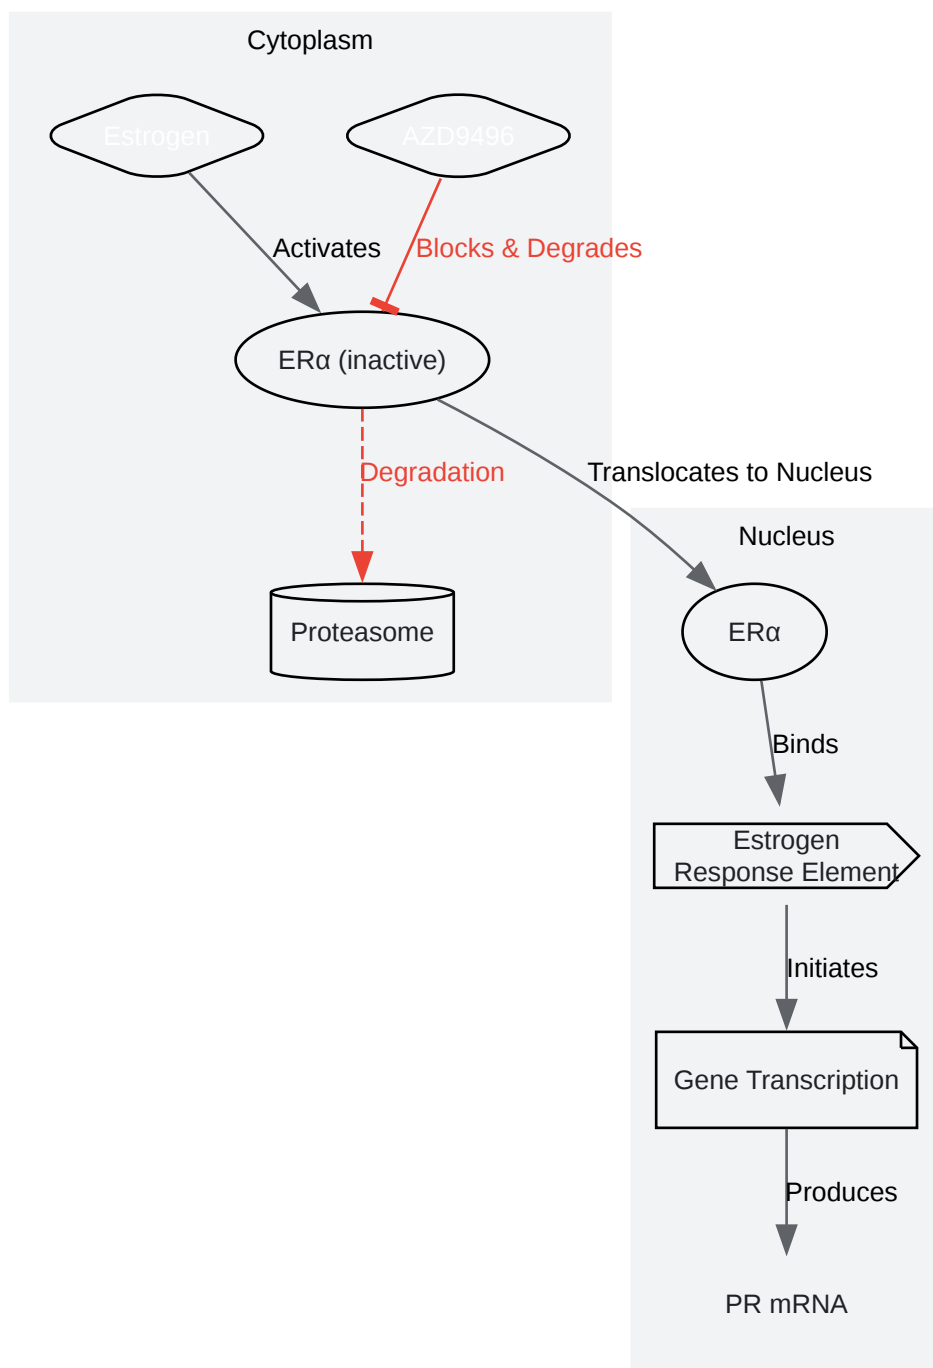 Cytoplasm
Estrogen
AZD9496
Activates
Blocks & Degrades
ERα (inactive)
Degradation
Translocates to Nucleus
Nucleus
Proteasome
ERα
Binds
Estrogen
Response Element
Initiates
Gene Transcription
Produces
PR mRNA